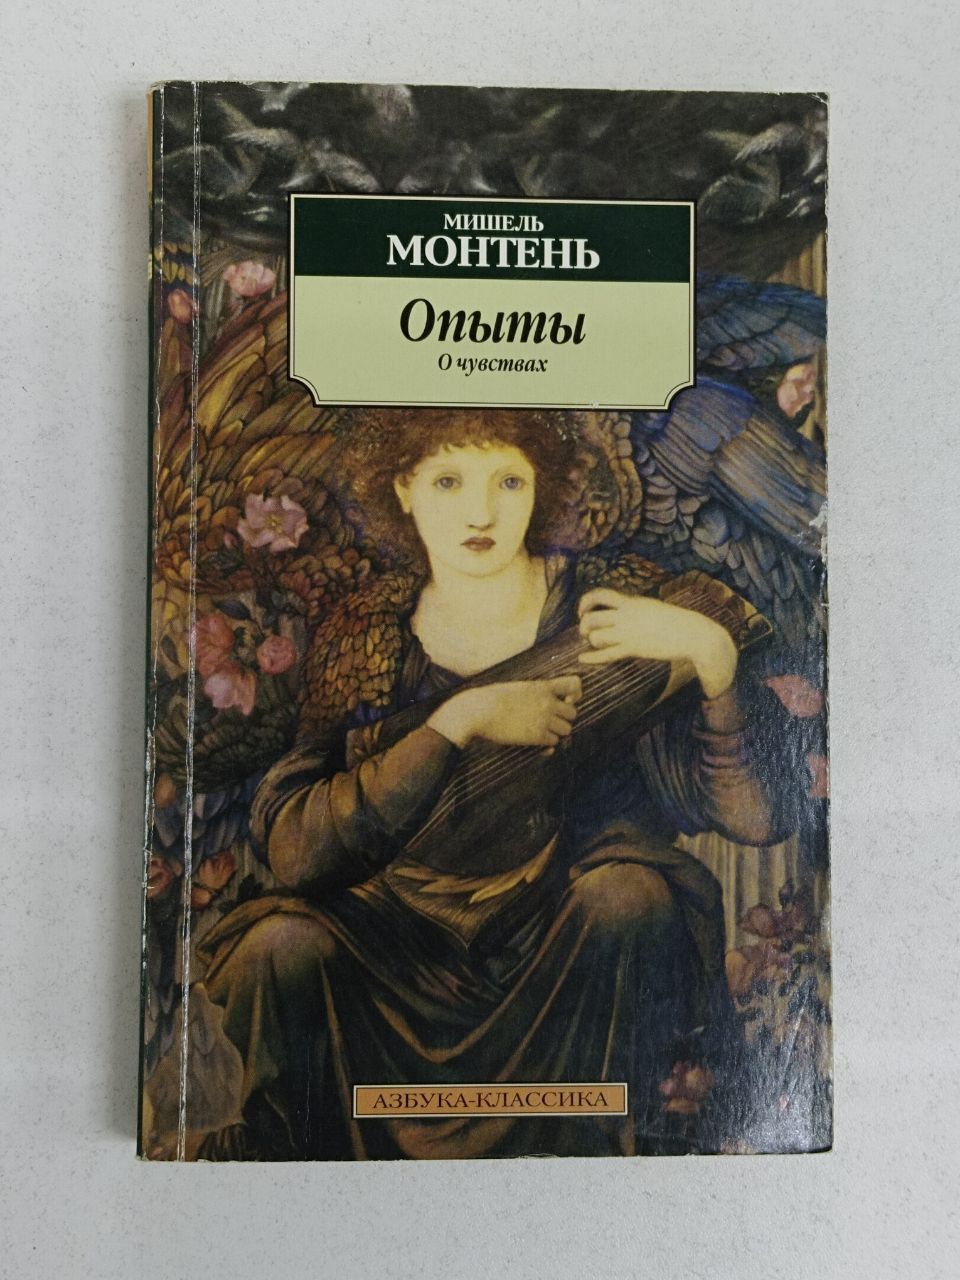 МИШЕЛЬ
МОНТЕНЬ
Опыты
О чувствах
АЗБУКА-КЛАССИКА